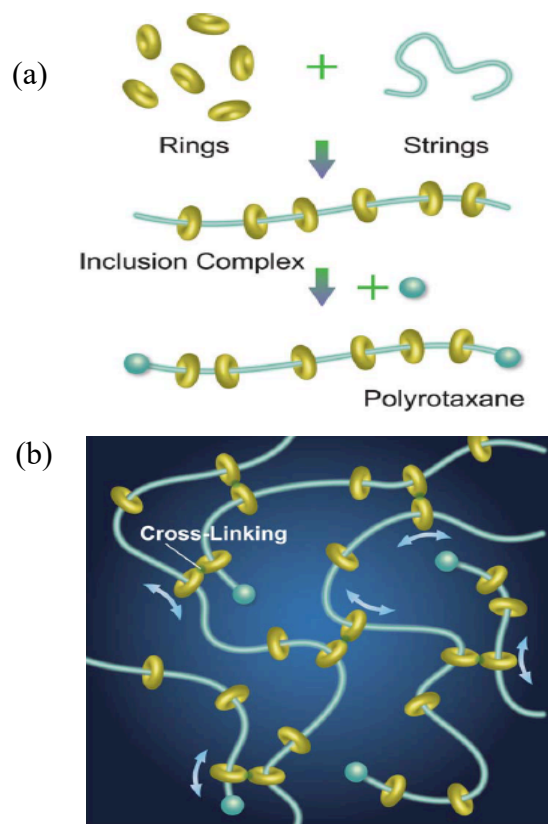 (a)
+
Rings
Strings
Inclusion Complex
+
Polyrotaxane
(b)
Cross-Linking